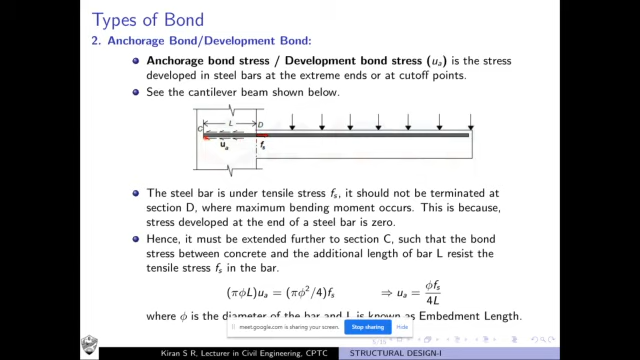 Types of Bond
2. Anchorage Bond/Development Bond:
Anchorage bond stress / Development bond stress (uₐ) is the stress
developed in steel bars at the extreme ends or at cutoff points.
See the cantilever beam shown below.
L
C D
uₐ fₛ
The steel bar is under tensile stress fₛ, it should not be terminated at
section D, where maximum bending moment occurs. This is because,
stress developed at the end of a steel bar is zero.
Hence, it must be extended further to section C, such that the bond
stress between concrete and the additional length of bar L resist the
tensile stress fₛ in the bar.
(πϕL)uₐ = (πϕ²/4)fₛ ⇒ uₐ = ϕfₛ/4L
where ϕ is the diameter of the bar and L is known as Embedment Length.
meet.google.com is sharing your screen. Stop sharing Hide
Kiran S R, Lecturer in Civil Engineering, CPTC STRUCTURAL DESIGN-I